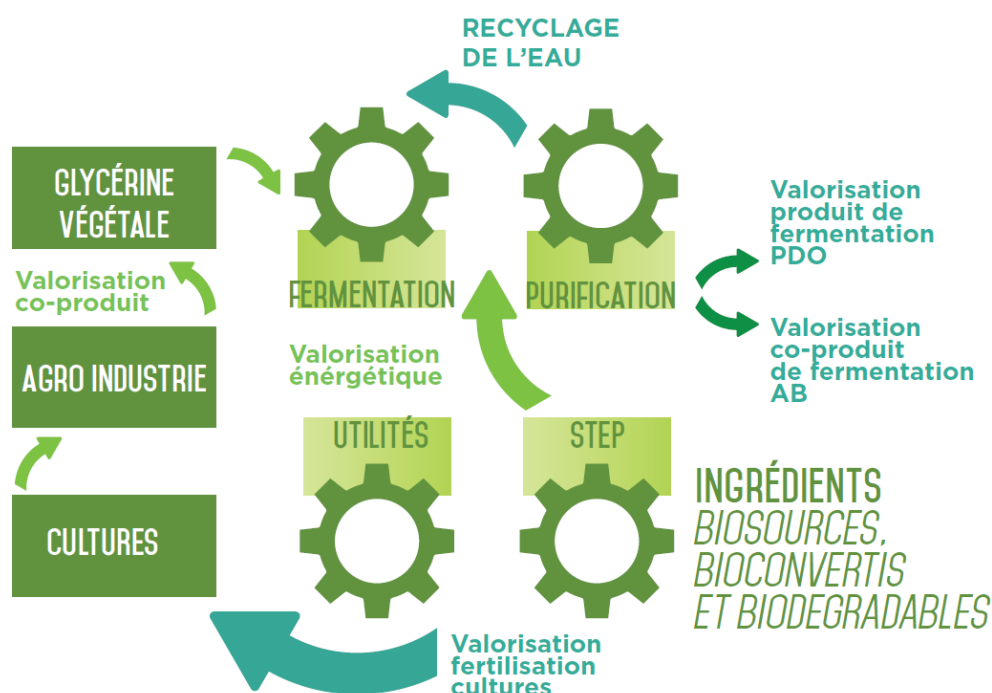 RECYCLAGE
DE L'EAU
GLYCÉRINE
VÉGÉTALE
Valorisation
co-produit
AGRO INDUSTRIE
CULTURES
FERMENTATION
PURIFICATION
Valorisation
énérgétique
UTILITÉS
STEP
Valorisation
produit de
fermentation
PDO
Valorisation
co-produit
de fermentation
AB
INGRÉDIENTS
BIOSOURCES,
BIOCONVERTIS
ET BIODEGRADABLES
Valorisation
fertilisation
cultures